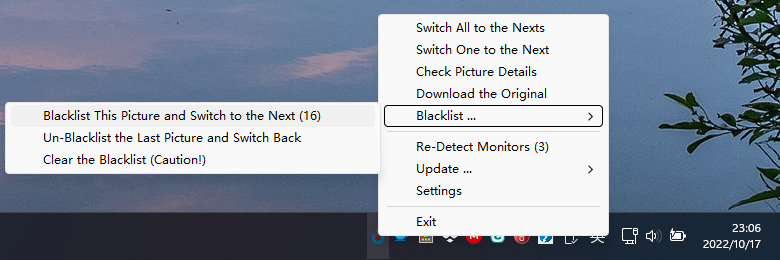 Switch All to the Nexts
Switch One to the Next
Check Picture Details
Download the Original
Blacklist ...
Blacklist This Picture and Switch to the Next (16)
Un-Blacklist the Last Picture and Switch Back
Clear the Blacklist (Caution!)
Re-Detect Monitors (3)
Update ...
Settings
Exit
英
23:06
2022/10/17